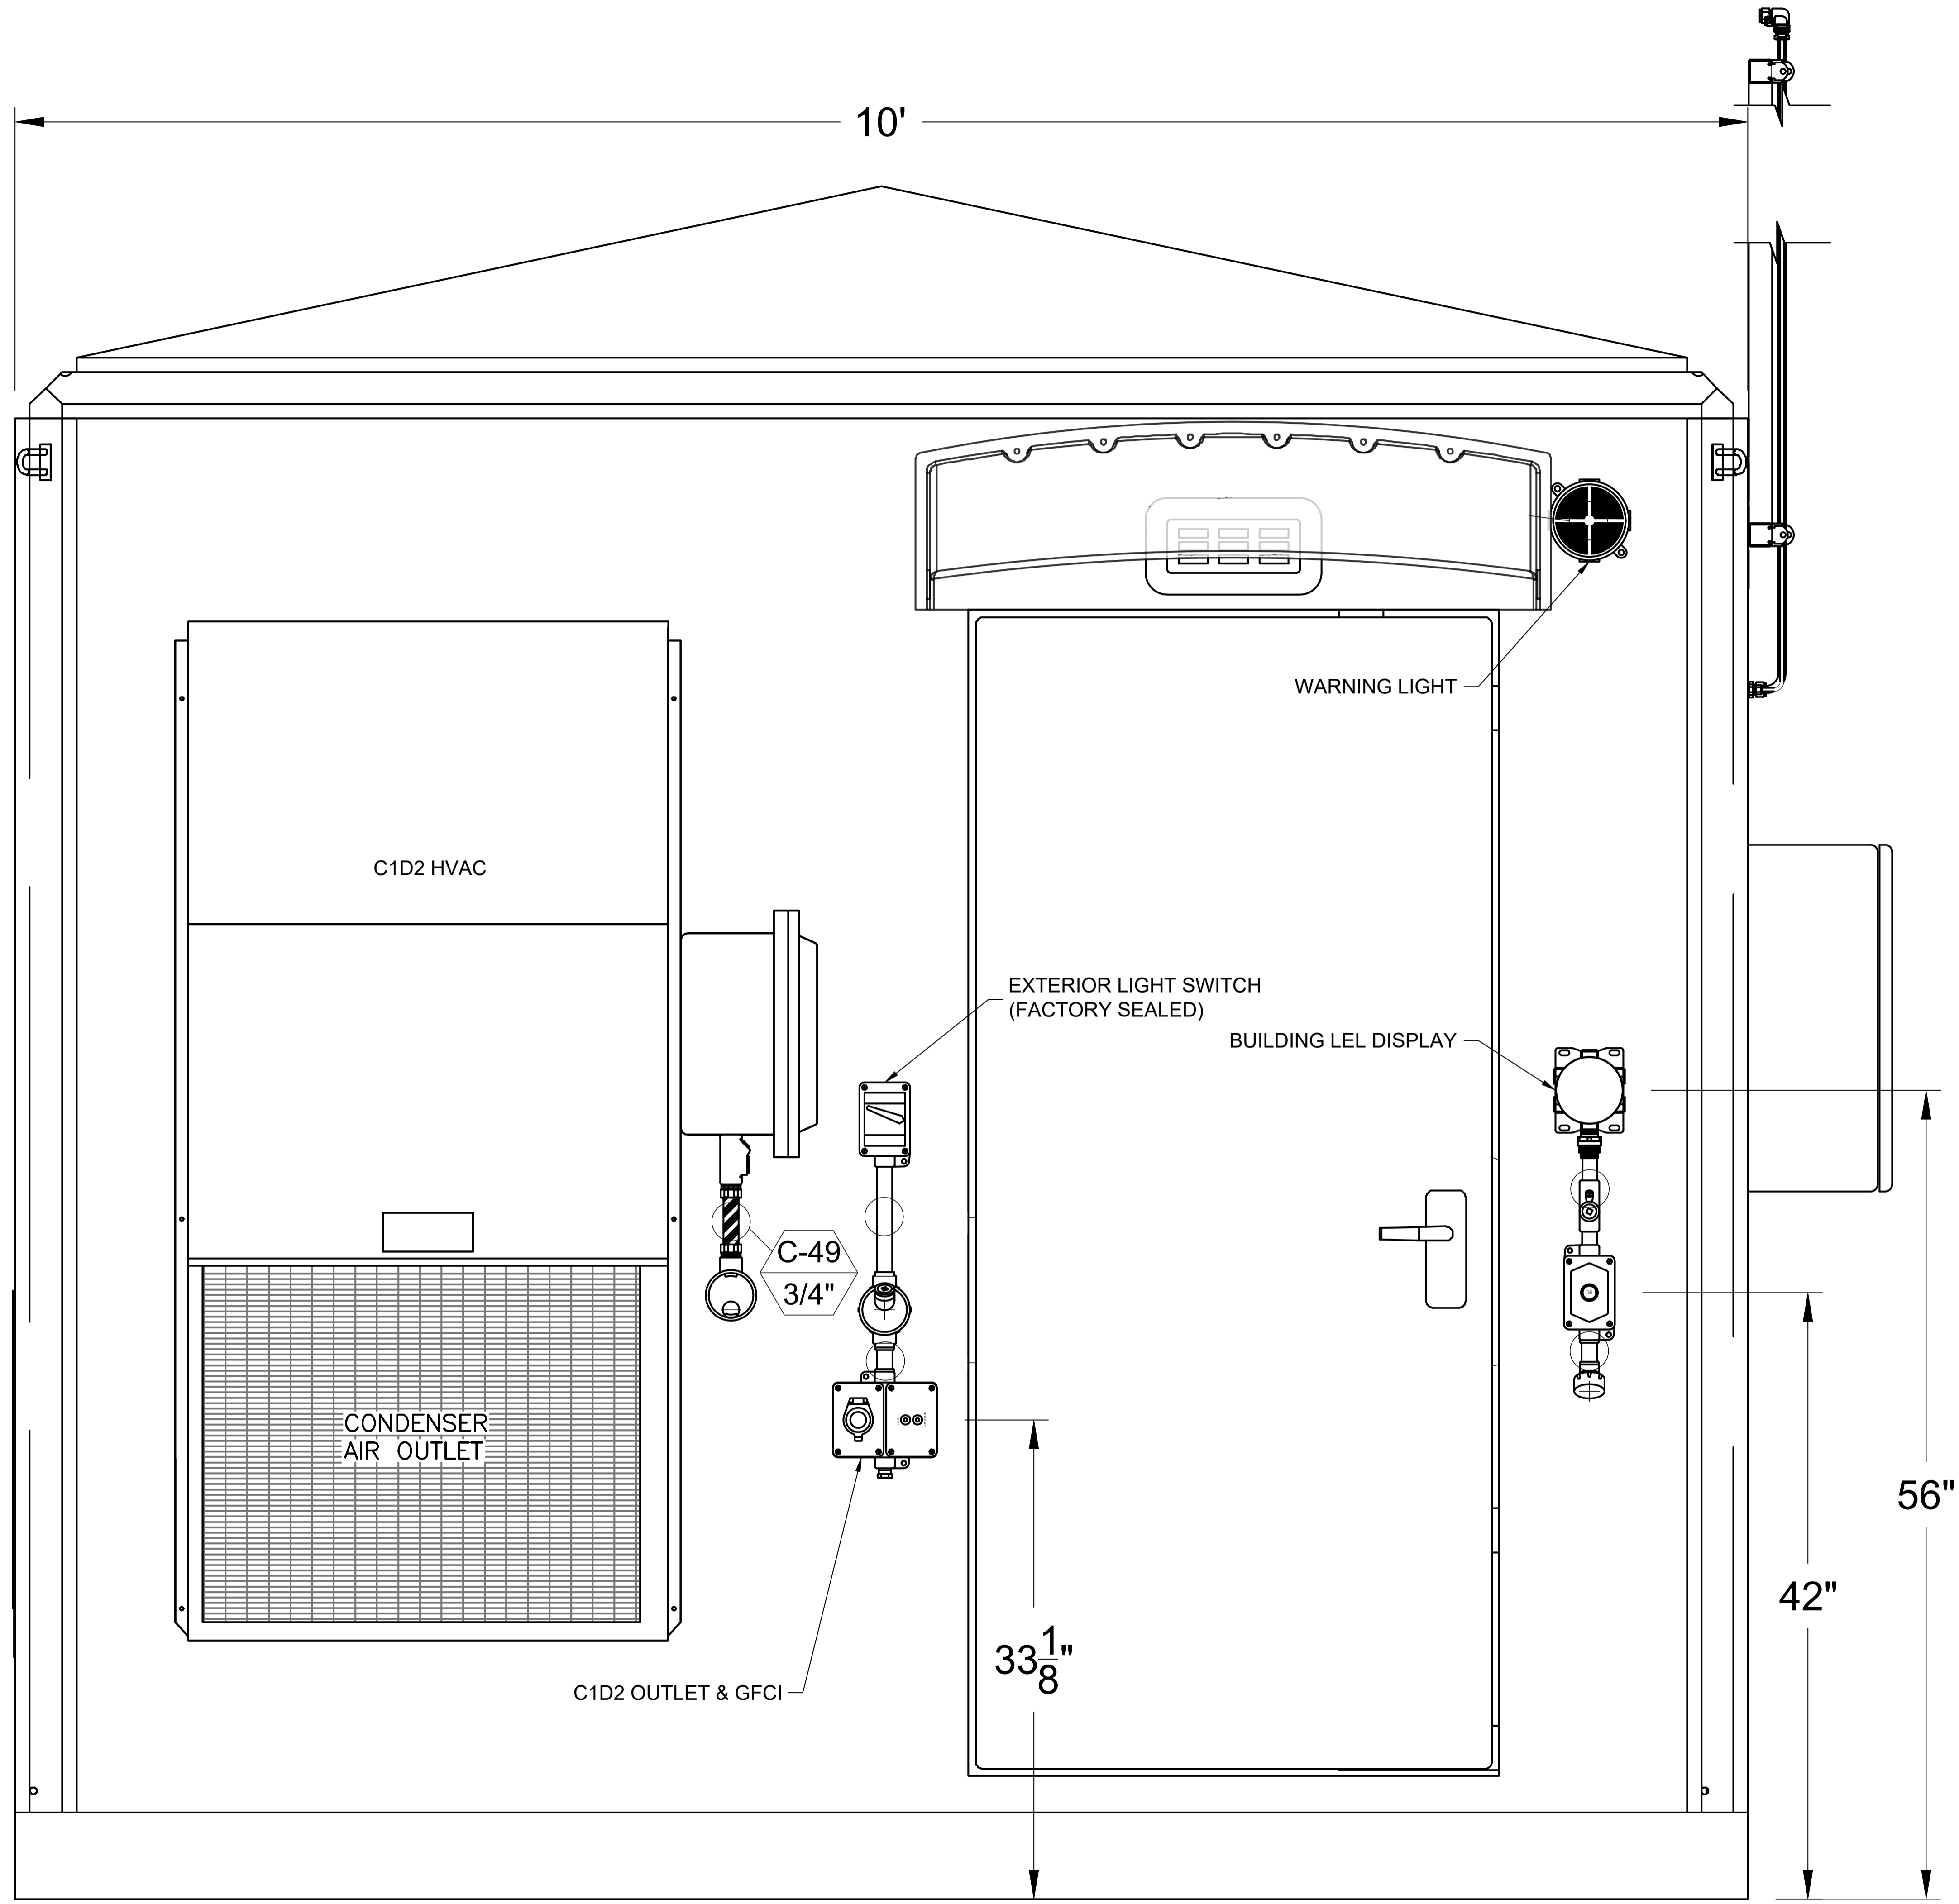 10'
WARNING LIGHT
C1D2 HVAC
EXTERIOR LIGHT SWITCH
(FACTORY SEALED)
BUILDING LEL DISPLAY
C-49
3/4"
CONDENSER
AIR OUTLET
56"
42"
33 1/8"
C1D2 OUTLET & GFCI